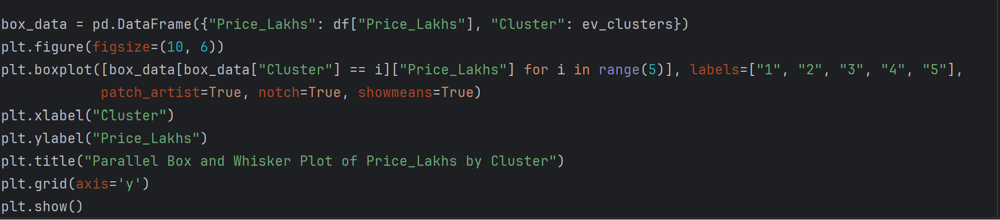 box_data = pd.DataFrame({"Price_Lakhs": df["Price_Lakhs"], "Cluster": ev_clusters})
plt.figure(figsize=(10, 6))
plt.boxplot([box_data[box_data["Cluster"] == i]["Price_Lakhs"] for i in range(5)], labels=["1", "2", "3", "4", "5"],
            patch_artist=True, notch=True, showmeans=True)
plt.xlabel("Cluster")
plt.ylabel("Price_Lakhs")
plt.title("Parallel Box and Whisker Plot of Price_Lakhs by Cluster")
plt.grid(axis='y')
plt.show()